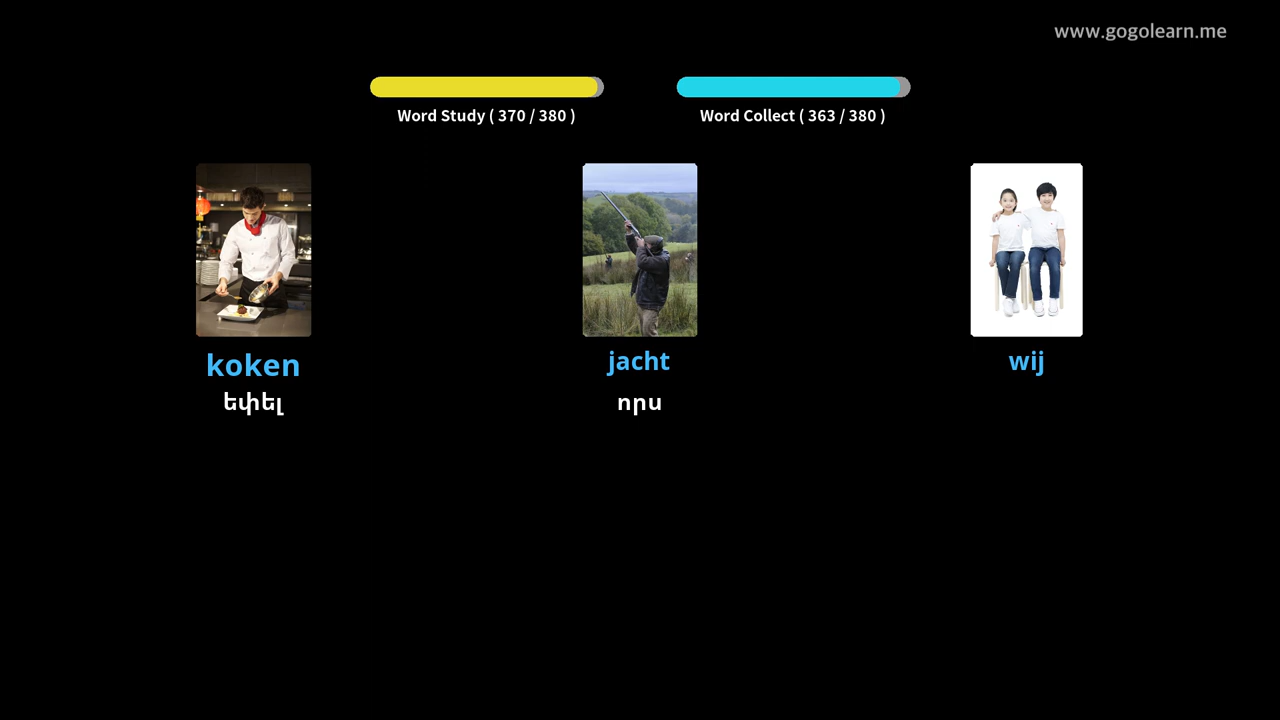 www.gogolearn.me
Word Study ( 370 / 380 )
Word Collect ( 363 / 380 )
koken
jacht
wij
եփել
որս